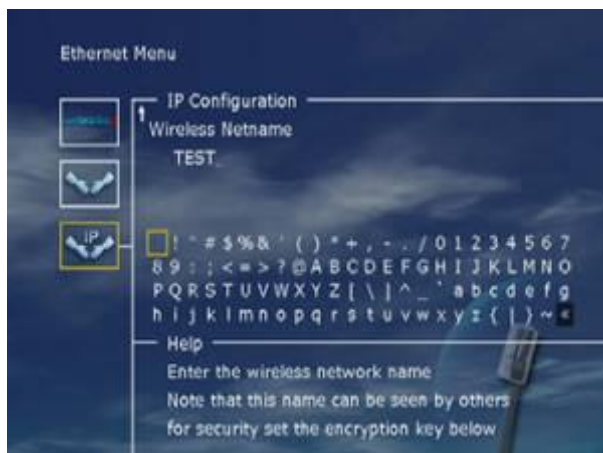 Ethernet Menu
IP Configuration
Wireless Netname
TEST_
IP
! " # $ % & ' ( ) * + , - . / 0 1 2 3 4 5 6 7
8 9 : ; < = > ? @ A B C D E F G H I J K L M N O
P Q R S T U V W X Y Z [ \ ] ^ _ ` a b c d e f g
h i j k l m n o p q r s t u v w x y z { | } ~ «
Help
Enter the wireless network name
Note that this name can be seen by others
for security set the encryption key below